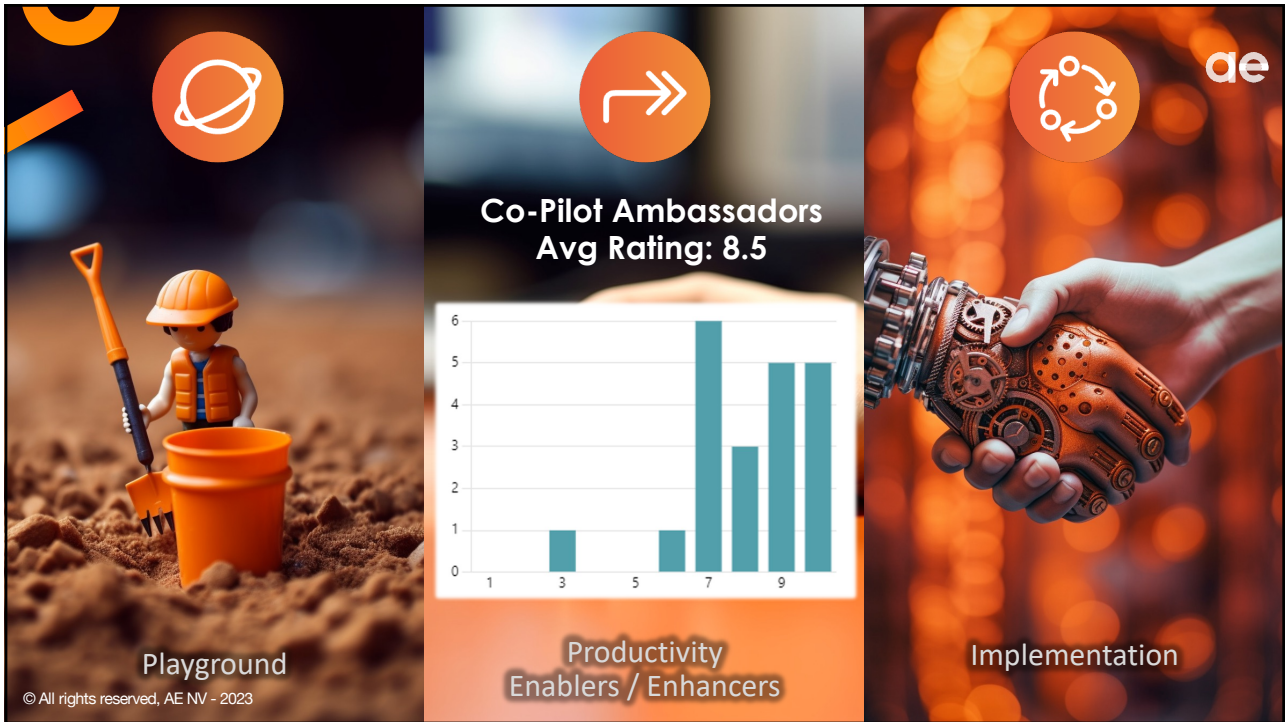 ae
Co-Pilot Ambassadors
Avg Rating: 8.5
6
5
4
3
2
1
0
1
3
5
7
9
Playground
Productivity
Enablers / Enhancers
Implementation
© All rights reserved, AE NV - 2023